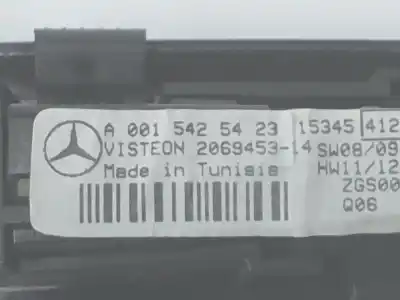 A 001 542 54 23 15345 412
VISTEON 2069453-14 SW08/09
Made in Tunisia HW11/12
ZGS00
Q06